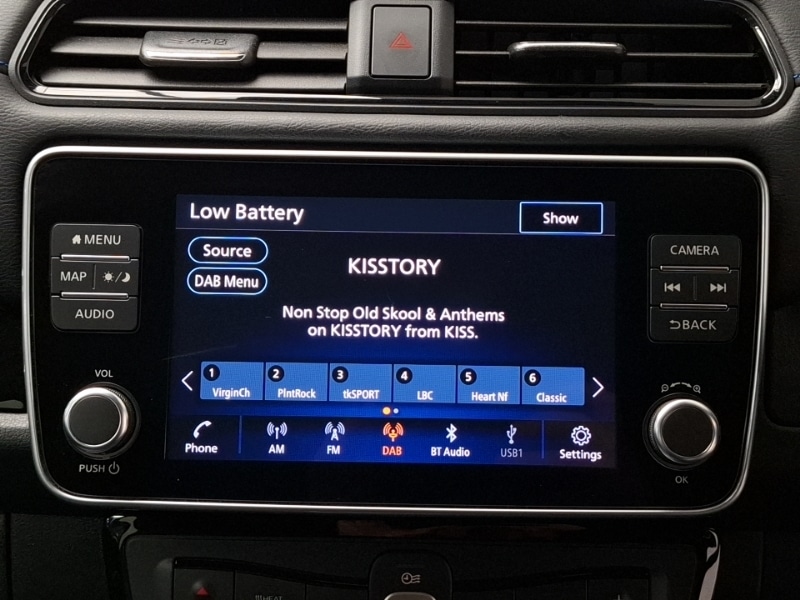 Low Battery
Show
Source
DAB Menu
KISSTORY
Non Stop Old Skool & Anthems
on KISSTORY from KISS.
1 VirginCh
2 PlntRock
3 tkSPORT
4 LBC
5 Heart Nf
6 Classic
Phone
AM
FM
DAB
BT Audio
USB1
Settings
MENU
MAP
AUDIO
VOL
PUSH
CAMERA
BACK
OK
HEAT